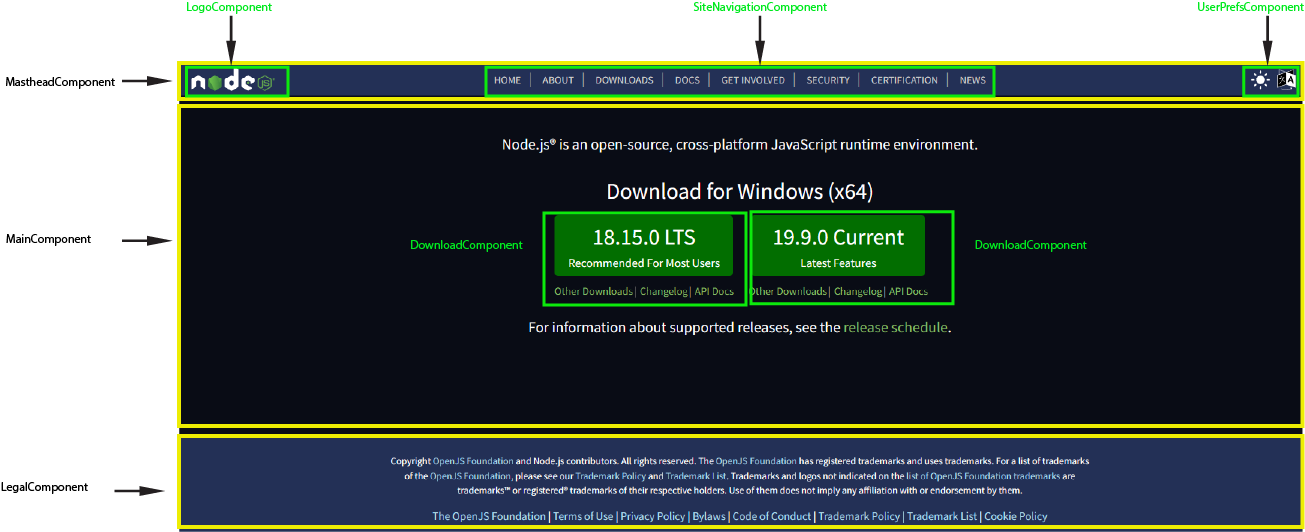 LogoComponent SiteNavigationComponent UserPrefsComponent
MastheadComponent
node JS HOME | ABOUT | DOWNLOADS | DOCS | GET INVOLVED | SECURITY | CERTIFICATION | NEWS 文 A
Node.js® is an open-source, cross-platform JavaScript runtime environment.
Download for Windows (x64)
MainComponent
DownloadComponent
18.15.0 LTS
Recommended For Most Users
Other Downloads | Changelog | API Docs
19.9.0 Current
Latest Features
Other Downloads | Changelog | API Docs
DownloadComponent
For information about supported releases, see the release schedule.
LegalComponent
Copyright OpenJS Foundation and Node.js contributors. All rights reserved. The OpenJS Foundation has registered trademarks and uses trademarks. For a list of trademarks
of the OpenJS Foundation, please see our Trademark Policy and Trademark List. Trademarks and logos not indicated on the list of OpenJS Foundation trademarks are
trademarks™ or registered® trademarks of their respective holders. Use of them does not imply any affiliation with or endorsement by them.
The OpenJS Foundation | Terms of Use | Privacy Policy | Bylaws | Code of Conduct | Trademark Policy | Trademark List | Cookie Policy